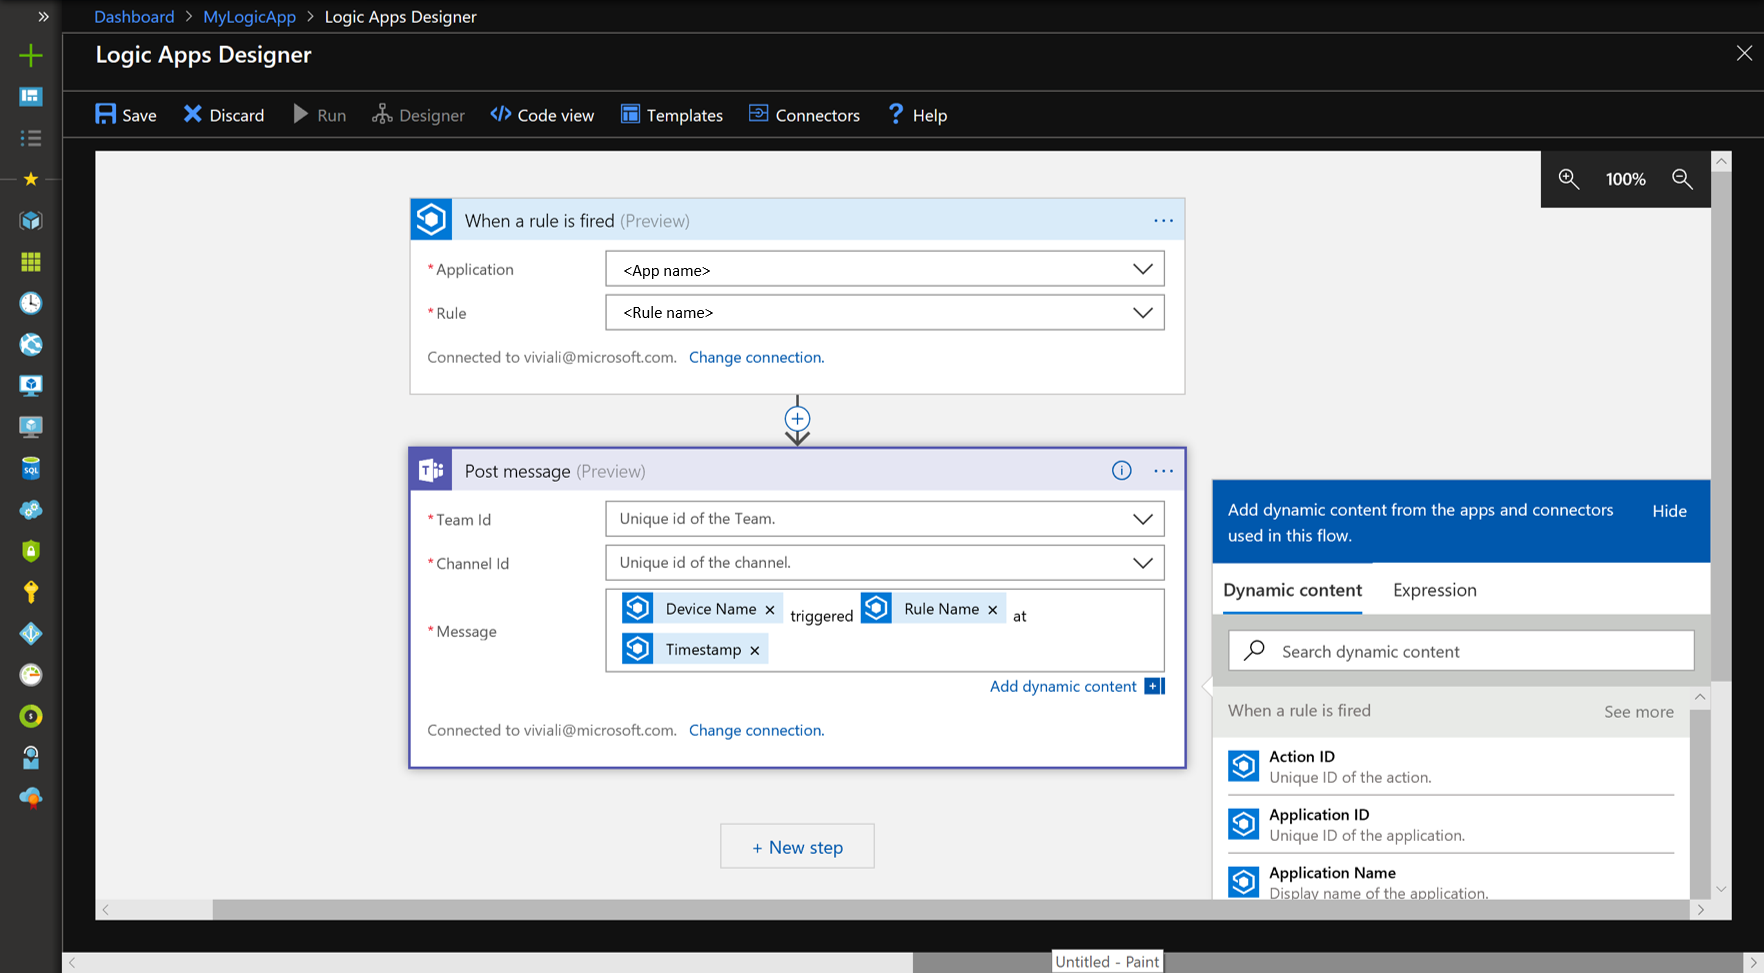 Dashboard > MyLogicApp > Logic Apps Designer
Logic Apps Designer
Save Discard Run Designer Code view Templates Connectors ? Help
100%
When a rule is fired (Preview) ...
* Application <App name>
* Rule <Rule name>
Connected to viviali@microsoft.com. Change connection.
Post message (Preview) ...
* Team Id Unique id of the Team.
* Channel Id Unique id of the channel.
* Message Device Name × triggered Rule Name × at
Timestamp ×
Add dynamic content
Connected to viviali@microsoft.com. Change connection.
+ New step
Add dynamic content from the apps and connectors
used in this flow.
Hide
Dynamic content Expression
Search dynamic content
When a rule is fired See more
Action ID
Unique ID of the action.
Application ID
Unique ID of the application.
Application Name
Display name of the application.
Untitled - Paint
SQL